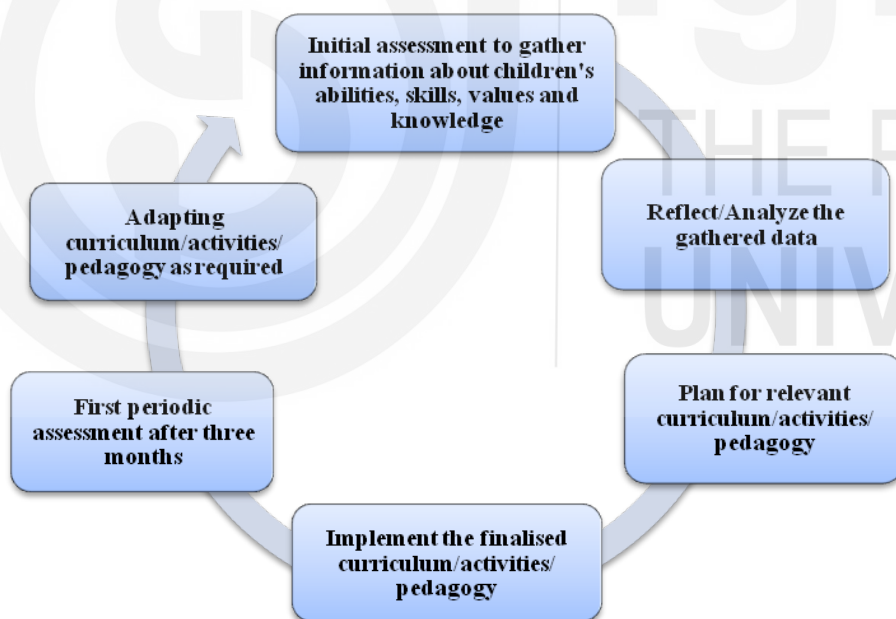 Initial assessment to gather
information about children's
abilities, skills, values and
knowledge
Reflect/Analyze the
gathered data
Plan for relevant
curriculum/activities/
pedagogy
Implement the finalised
curriculum/activities/
pedagogy
First periodic
assessment after three
months
Adapting
curriculum/activities/
pedagogy as required
THE P
UNIV